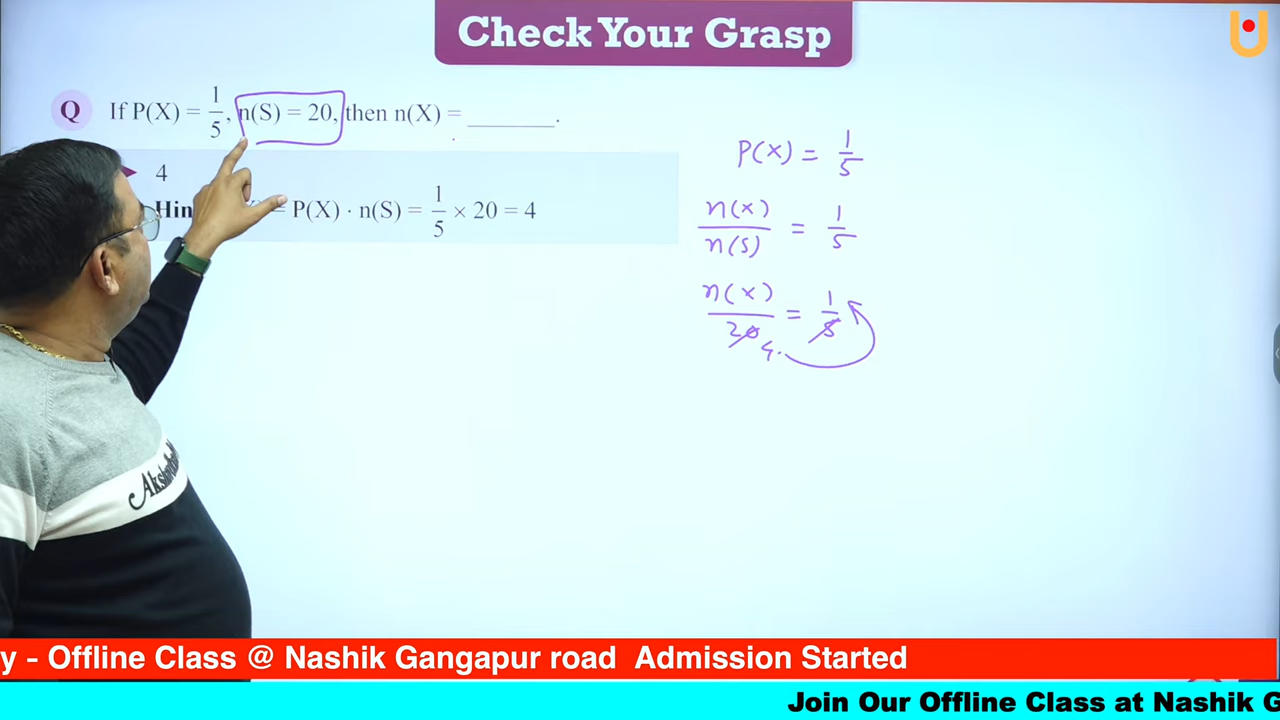 Check Your Grasp
Q If P(X) = 1/5, n(S) = 20, then n(X) = ________.
4
Hin = P(X) · n(S) = 1/5 × 20 = 4
P(X) = 1/5
n(X)/n(S) = 1/5
n(X)/20 = 1/5
4
y - Offline Class @ Nashik Gangapur road Admission Started
Join Our Offline Class at Nashik G